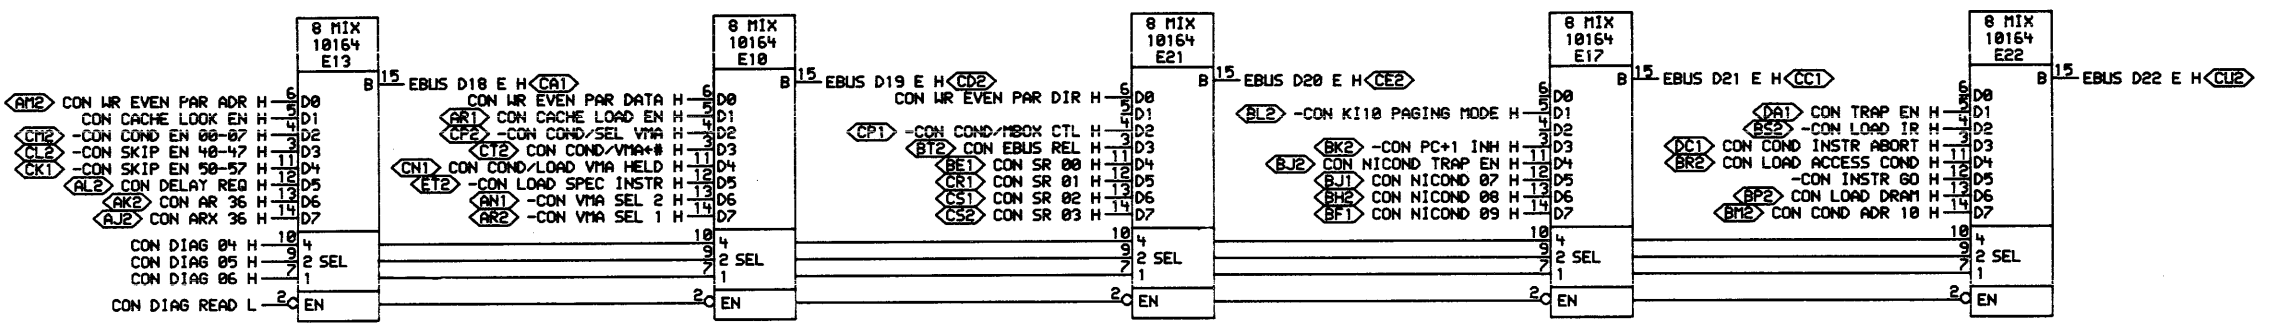 8 MIX
10164
E13
B 15 EBUS D18 E H CA1
AM2 CON WR EVEN PAR ADR H 6 D0
CON CACHE LOOK EN H 5 D1
CM2 -CON COND EN 00-07 H 4 D2
CL2 -CON SKIP EN 40-47 H 3 D3
CK1 -CON SKIP EN 50-57 H 11 D4
AL2 CON DELAY REQ H 12 D5
AK2 CON AR 36 H 13 D6
AJ2 CON ARX 36 H 14 D7
CON DIAG 04 H 10 4
CON DIAG 05 H 9 2 SEL
CON DIAG 06 H 7 1
CON DIAG READ L 2 EN
8 MIX
10164
E10
B 15 EBUS D19 E H CD2
CON WR EVEN PAR DATA H 6 D0
AR1 CON CACHE LOAD EN H 5 D1
CP2 -CON COND/SEL VMA H 4 D2
CT2 CON COND/VMA+# H 3 D3
CN1 CON COND/LOAD VMA HELD H 11 D4
ET2 -CON LOAD SPEC INSTR H 12 D5
AN1 -CON VMA SEL 2 H 13 D6
AR2 -CON VMA SEL 1 H 14 D7
10 4
9 2 SEL
7 1
2 EN
8 MIX
10164
E21
B 15 EBUS D20 E H CE2
CON WR EVEN PAR DIR H 6 D0
5 D1
CP1 -CON COND/MBOX CTL H 4 D2
BT2 CON EBUS REL H 3 D3
BE1 CON SR 00 H 11 D4
CR1 CON SR 01 H 12 D5
CS1 CON SR 02 H 13 D6
CS2 CON SR 03 H 14 D7
10 4
9 2 SEL
7 1
2 EN
8 MIX
10164
E17
B 15 EBUS D21 E H CC1
6 D0
BL2 -CON KI10 PAGING MODE H 5 D1
4 D2
BK2 -CON PC+1 INH H 3 D3
BJ2 CON NICOND TRAP EN H 11 D4
BJ1 CON NICOND 07 H 12 D5
BH2 CON NICOND 08 H 13 D6
BF1 CON NICOND 09 H 14 D7
10 4
9 2 SEL
7 1
2 EN
8 MIX
10164
E22
B 15 EBUS D22 E H CU2
6 D0
DA1 CON TRAP EN H 5 D1
BS2 -CON LOAD IR H 4 D2
DC1 CON COND INSTR ABORT H 3 D3
BR2 CON LOAD ACCESS COND H 11 D4
-CON INSTR GO H 12 D5
BP2 CON LOAD DRAM H 13 D6
BM2 CON COND ADR 10 H 14 D7
10 4
9 2 SEL
7 1
2 EN